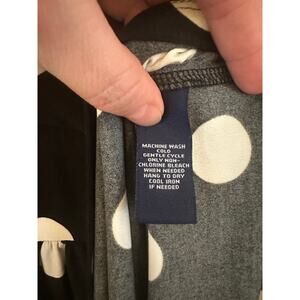 MACHINE WASH
COLD
GENTLE CYCLE
ONLY NON-
CHLORINE BLEACH
WHEN NEEDED
HANG TO DRY
COOL IRON
IF NEEDED